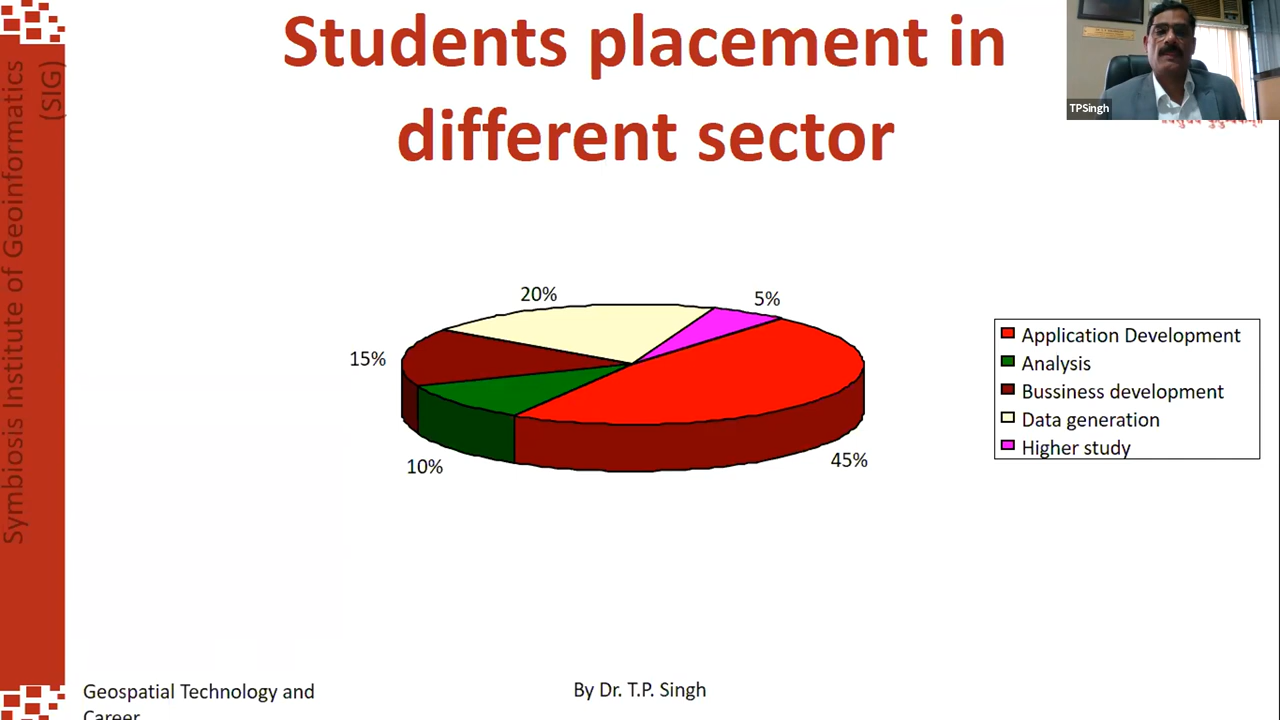 Students placement in
different sector
TPSingh
Symbiosis Institute of Geoinformatics
(SIG)
20%
5%
15%
10%
45%
Application Development
Analysis
Bussiness development
Data generation
Higher study
Geospatial Technology and
Career
By Dr. T.P. Singh